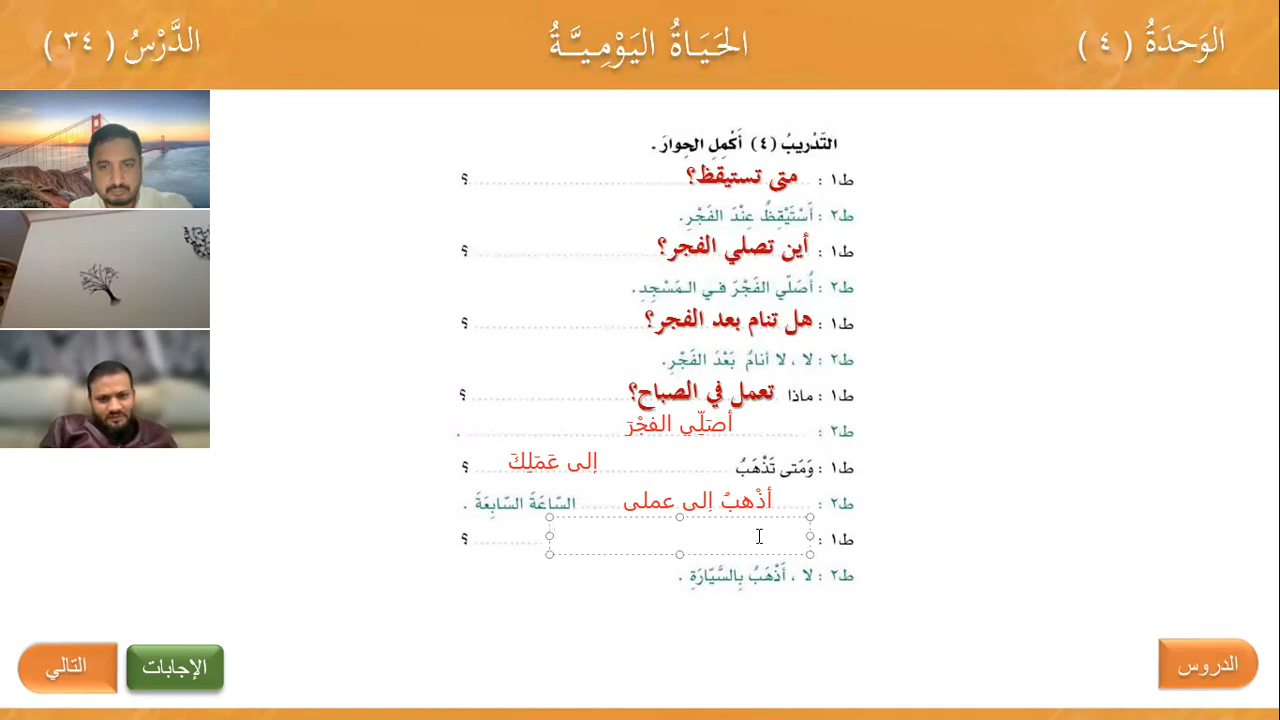 الوَحدَةُ ( ٤ )
الحَيَاةُ اليَوْمِيَّةُ
الدَّرْسُ ( ٣٤ )
التَّدْرِيبُ (٤) أَكْمِلِ الحِوارَ .
ط١ : متى تستيقظ؟ ؟
ط٢ : أَسْتَيْقِظُ عِنْدَ الفَجْرِ.
ط١ : أين تصلي الفجر؟ ؟
ط٢ : أُصَلّي الفَجْرَ في المَسْجِدِ.
ط١ : هل تنام بعد الفجر؟ ؟
ط٢ : لا ، لا أنامُ بَعْدَ الفَجْرِ.
ط١ : ماذا تعمل في الصباح؟ ؟
ط٢ : أصَلِّي الفجْرَ .
ط١ : وَمَتى تَذْهَبُ إلى عَمَلِكَ ؟
ط٢ : أذْهبُ إلى عملى السّاعَةَ السّابِعَةَ .
ط١ : ؟
ط٢ : لا ، أَذْهَبُ بِالسَّيّارَةِ .
الدروس
الإجابات
التالي